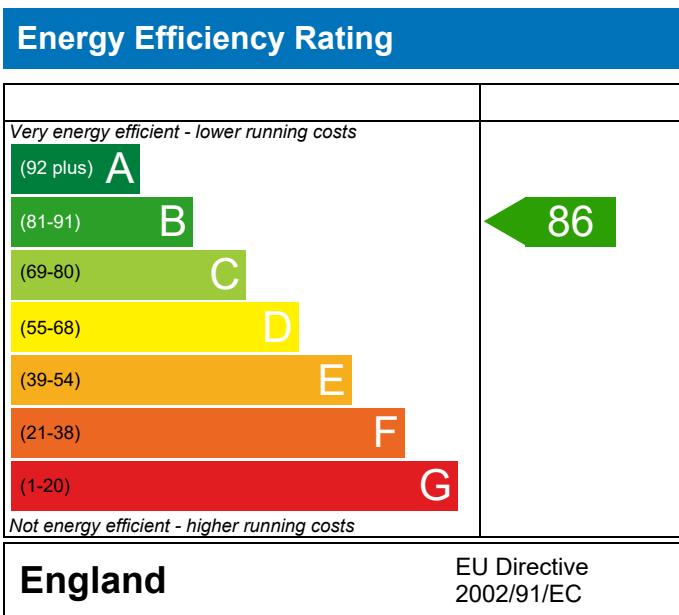 Energy Efficiency Rating
Very energy efficient - lower running costs
(92 plus) A
(81-91) B
86
(69-80) C
(55-68) D
(39-54) E
(21-38) F
(1-20) G
Not energy efficient - higher running costs
England
EU Directive
2002/91/EC